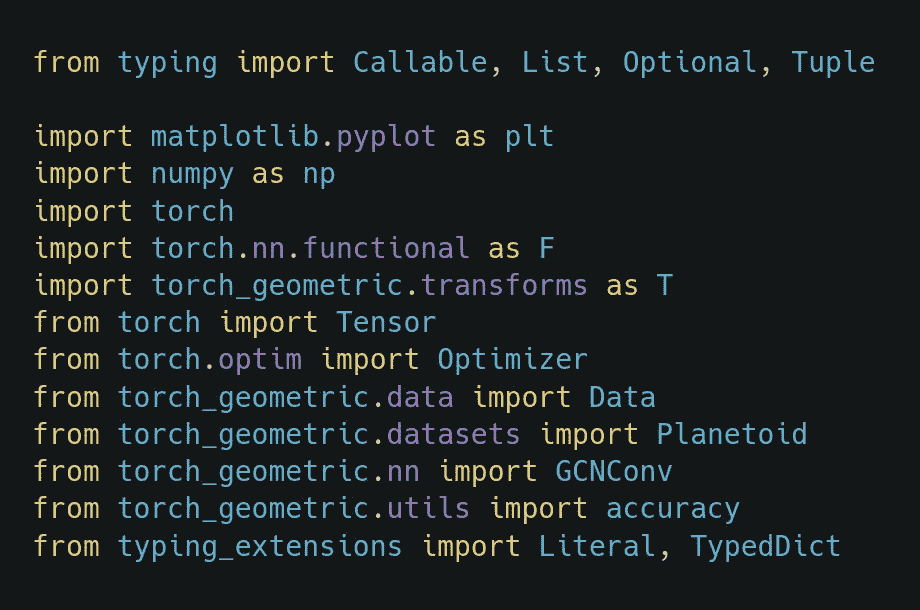 from typing import Callable, List, Optional, Tuple
import matplotlib.pyplot as plt
import numpy as np
import torch
import torch.nn.functional as F
import torch_geometric.transforms as T
from torch import Tensor
from torch.optim import Optimizer
from torch_geometric.data import Data
from torch_geometric.datasets import Planetoid
from torch_geometric.nn import GCNConv
from torch_geometric.utils import accuracy
from typing_extensions import Literal, TypedDict